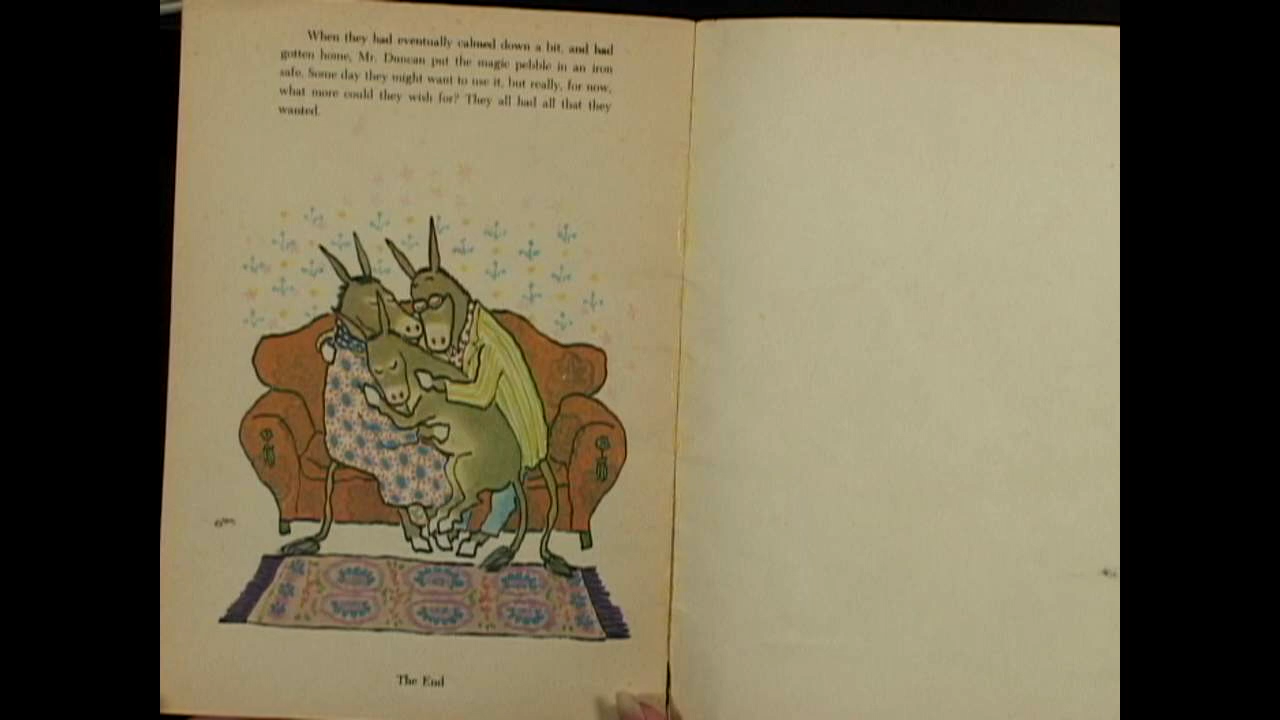 When they had eventually calmed down a bit, and had
gotten home, Mr. Duncan put the magic pebble in an iron
safe. Some day they might want to use it, but really, for now,
what more could they wish for? They all had all that they
wanted.
The End